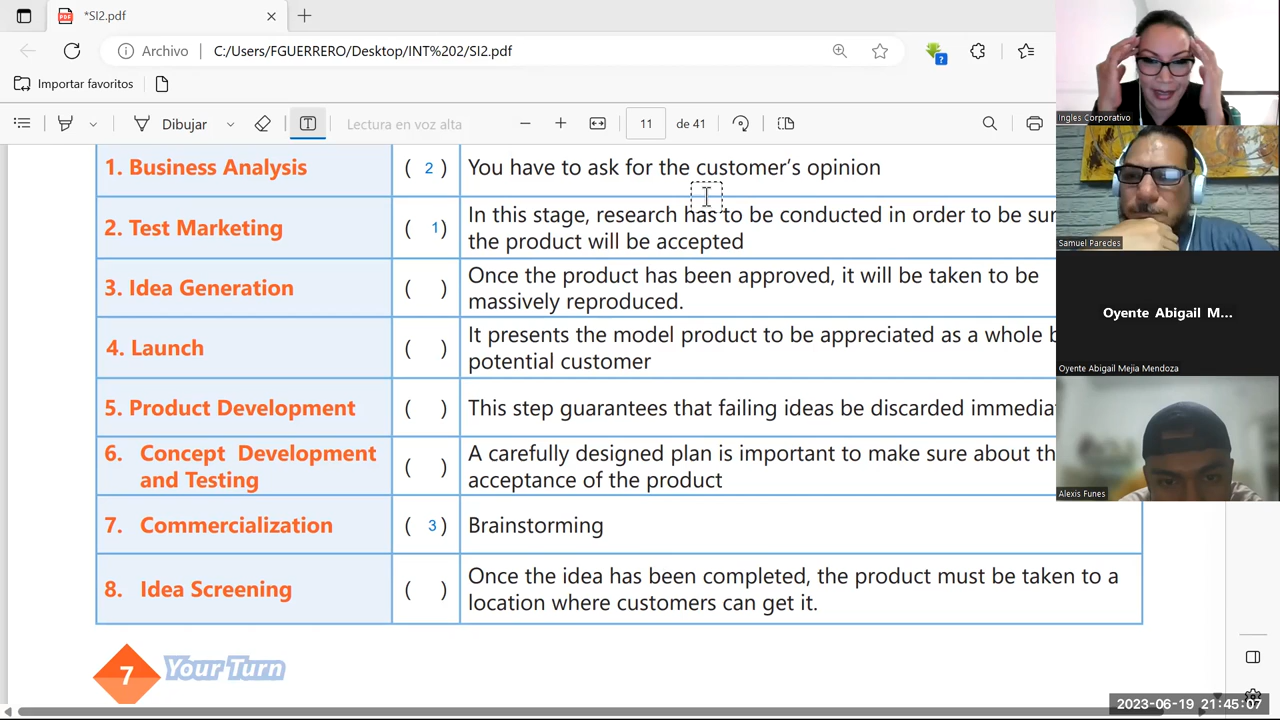 *SI2.pdf
Archivo
C:/Users/FGUERRERO/Desktop/INT%202/SI2.pdf
Importar favoritos
Dibujar
Lectura en voz alta
11
de 41
1. Business Analysis ( 2 ) You have to ask for the customer's opinion
2. Test Marketing ( 1 ) In this stage, research has to be conducted in order to be sur
the product will be accepted
3. Idea Generation ( ) Once the product has been approved, it will be taken to be
massively reproduced.
4. Launch ( ) It presents the model product to be appreciated as a whole b
potential customer
5. Product Development ( ) This step guarantees that failing ideas be discarded immedia
6. Concept Development
and Testing
( ) A carefully designed plan is important to make sure about th
acceptance of the product
7. Commercialization ( 3 ) Brainstorming
8. Idea Screening ( ) Once the idea has been completed, the product must be taken to a
location where customers can get it.
7 Your Turn
Ingles Corporativo
Samuel Paredes
Oyente Abigail M...
Oyente Abigail Mejia Mendoza
Alexis Funes
2023-06-19 21:45:07